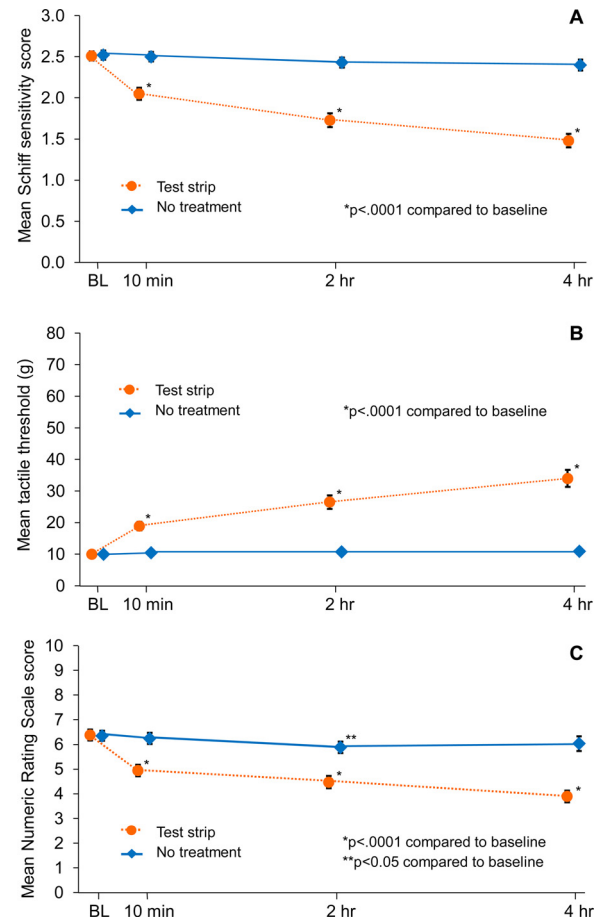 A
Mean Schiff sensitivity score
3.0
2.5
2.0
1.5
1.0
0.5
0.0
*
*
*
Test strip
No treatment
*p<.0001 compared to baseline
BL 10 min 2 hr 4 hr
B
Mean tactile threshold (g)
80
70
60
50
40
30
20
10
0
Test strip
No treatment
*p<.0001 compared to baseline
*
*
*
BL 10 min 2 hr 4 hr
C
Mean Numeric Rating Scale score
10
9
8
7
6
5
4
3
2
1
0
**
*
*
*
Test strip
No treatment
*p<.0001 compared to baseline
**p<0.05 compared to baseline
BL 10 min 2 hr 4 hr